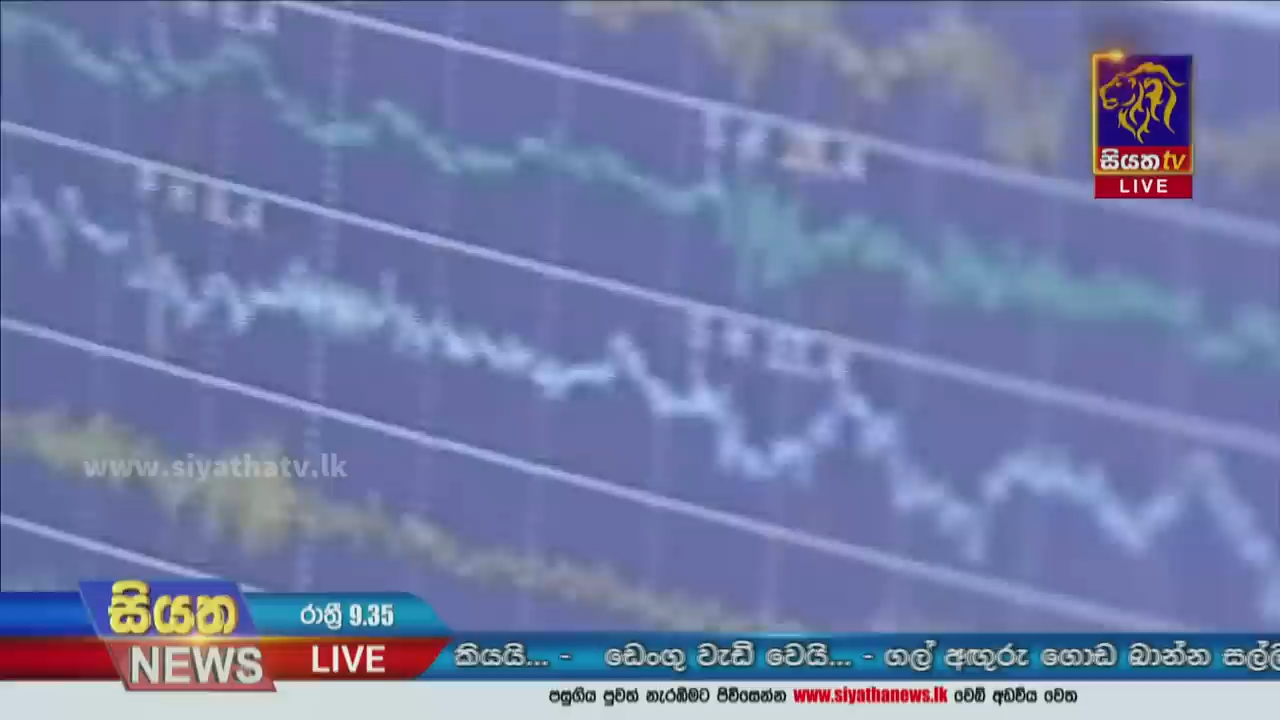 සියත tv
LIVE
www.siyathatv.lk
සියත
රාත්‍රී 9.35
NEWS
LIVE
කියයි... - ඩෙංගු වැඩි වෙයි... - ගල් අඟුරු ගොඩ බාන්න සල්ලි
පසුගිය පුවත් නැරඹීමට පිවිසෙන්න www.siyathanews.lk වෙබ් අඩවිය වෙත